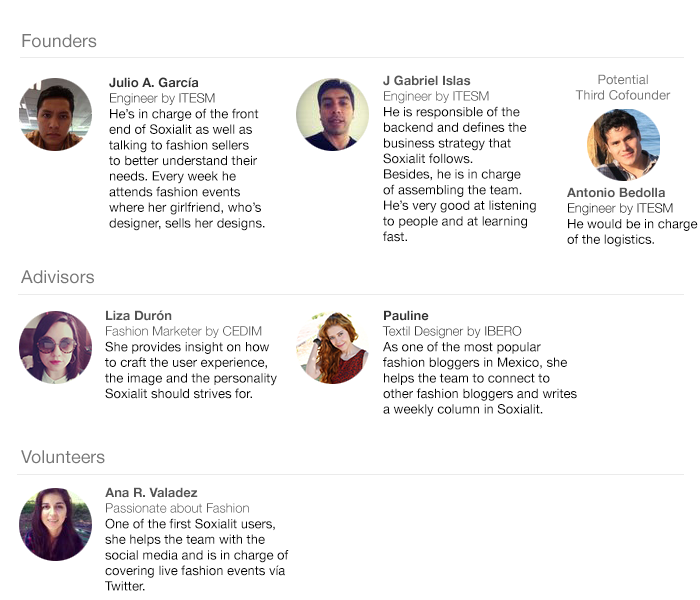 Founders
Julio A. García
Engineer by ITESM
He's in charge of the front
end of Soxialit as well as
talking to fashion sellers
to better understand their
needs. Every week he
attends fashion events
where her girlfriend, who's
designer, sells her designs.
J Gabriel Islas
Engineer by ITESM
He is responsible of the
backend and defines the
business strategy that
Soxialit follows.
Besides, he is in charge
of assembling the team.
He's very good at listening
to people and at learning
fast.
Potential
Third Cofounder
Antonio Bedolla
Engineer by ITESM
He would be in charge
of the logistics.
Adivisors
Liza Durón
Fashion Marketer by CEDIM
She provides insight on how
to craft the user experience,
the image and the personality
Soxialit should strives for.
Pauline
Textil Designer by IBERO
As one of the most popular
fashion bloggers in Mexico, she
helps the team to connect to
other fashion bloggers and writes
a weekly column in Soxialit.
Volunteers
Ana R. Valadez
Passionate about Fashion
One of the first Soxialit users,
she helps the team with the
social media and is in charge of
covering live fashion events vía
Twitter.